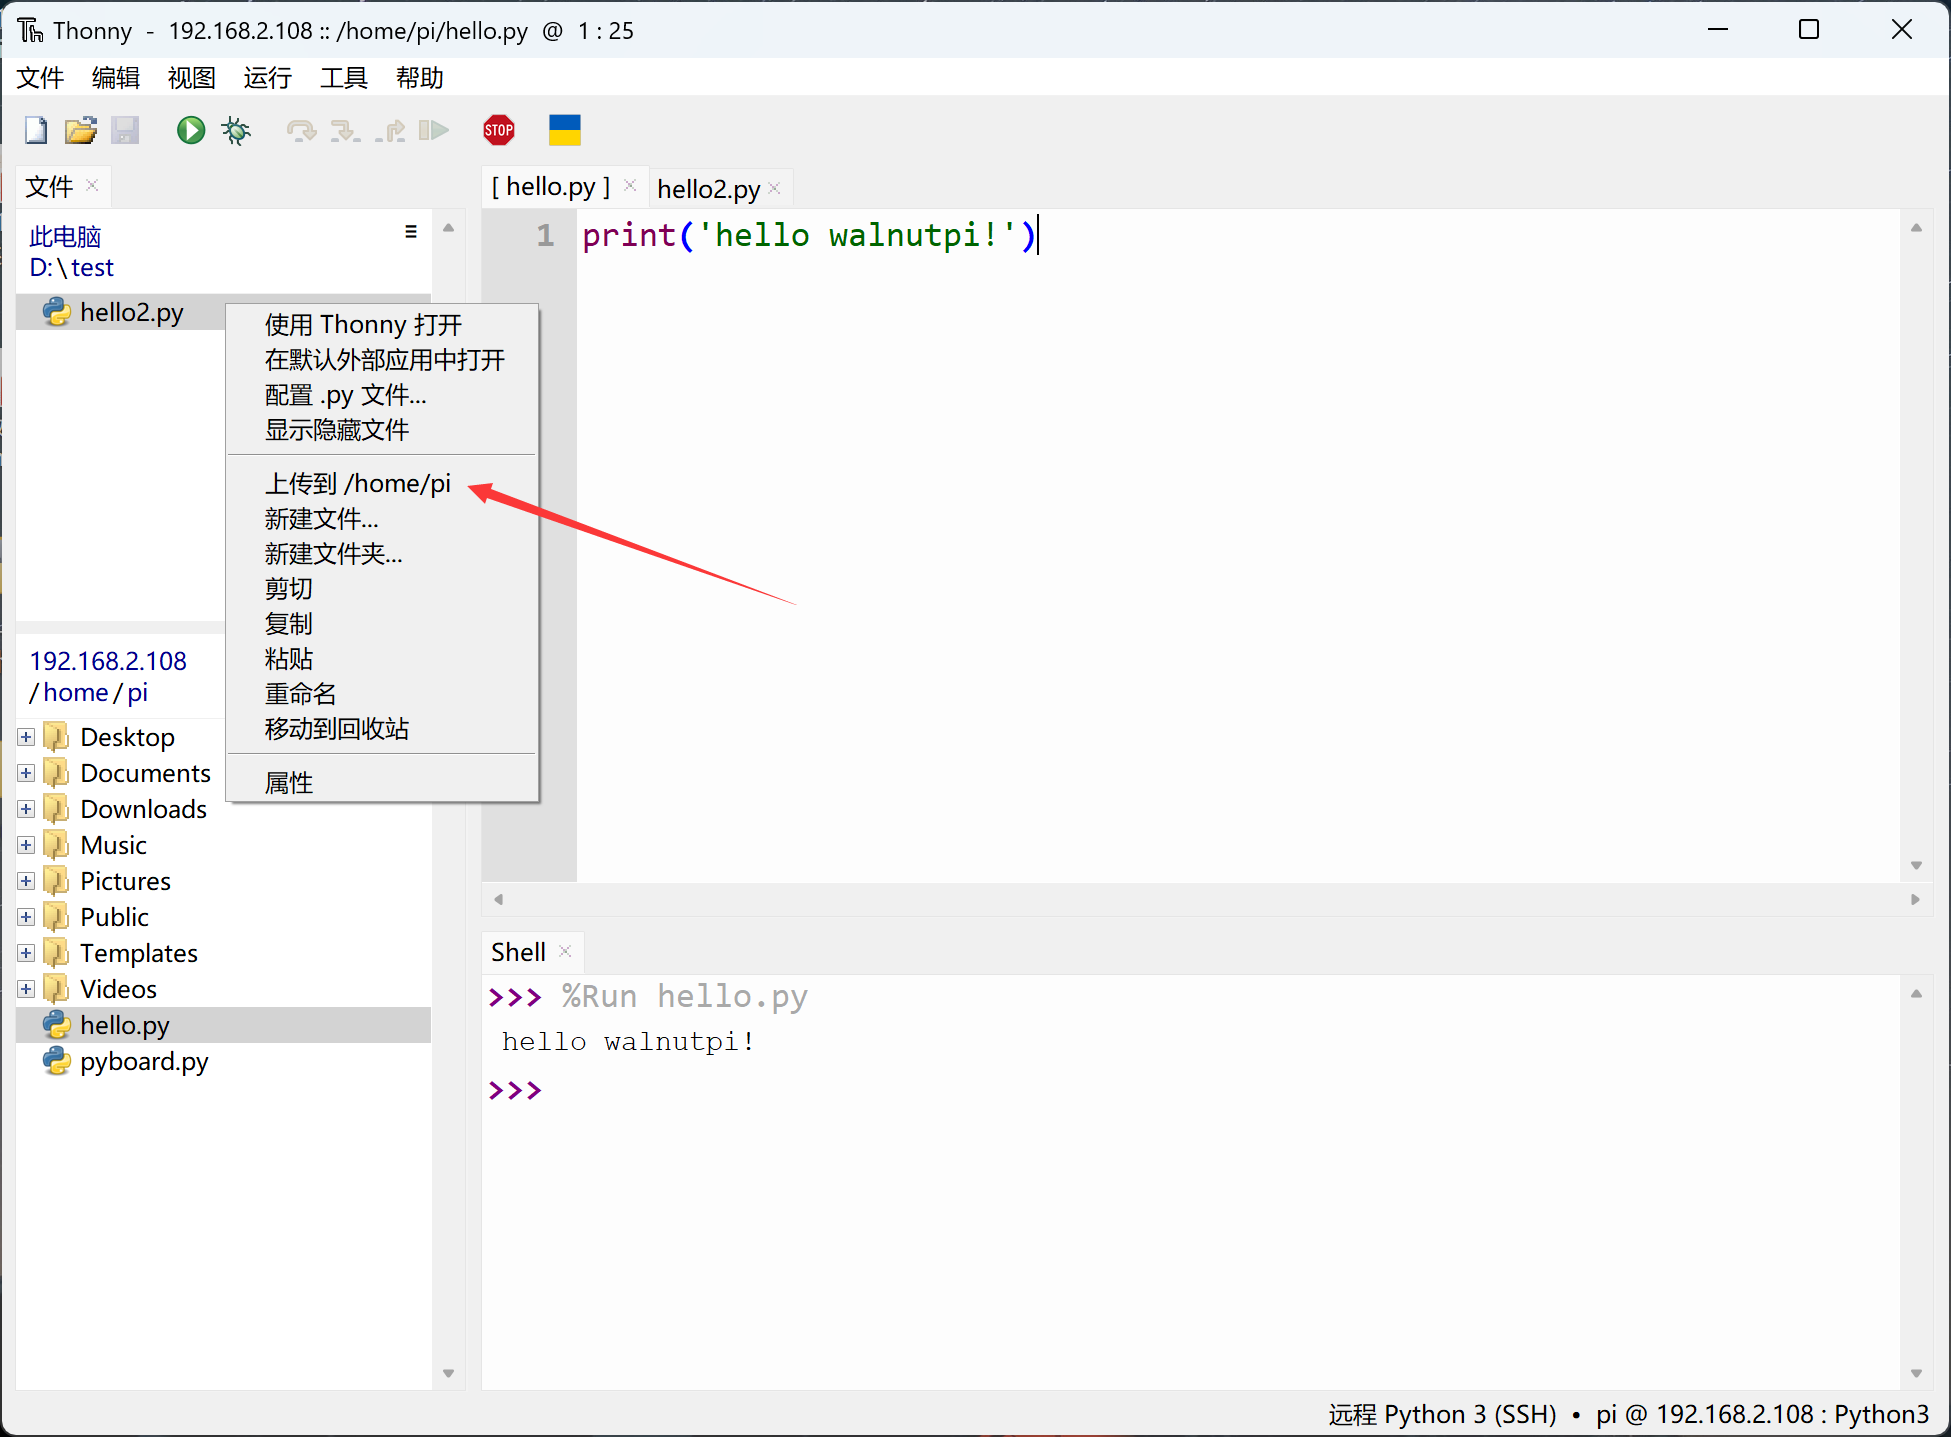 Thonny - 192.168.2.108 :: /home/pi/hello.py @ 1 : 25
文件 编辑 视图 运行 工具 帮助
STOP
文件
[ hello.py ] hello2.py
此电脑
D:\test
hello2.py
1 print('hello walnutpi!')
使用 Thonny 打开
在默认外部应用中打开
配置 .py 文件...
显示隐藏文件
上传到 /home/pi
新建文件...
新建文件夹...
剪切
复制
粘贴
重命名
移动到回收站
属性
192.168.2.108
/home/pi
Desktop
Documents
Downloads
Music
Pictures
Public
Templates
Videos
hello.py
pyboard.py
Shell
>>> %Run hello.py
hello walnutpi!
>>>
远程 Python 3 (SSH) • pi @ 192.168.2.108 : Python3